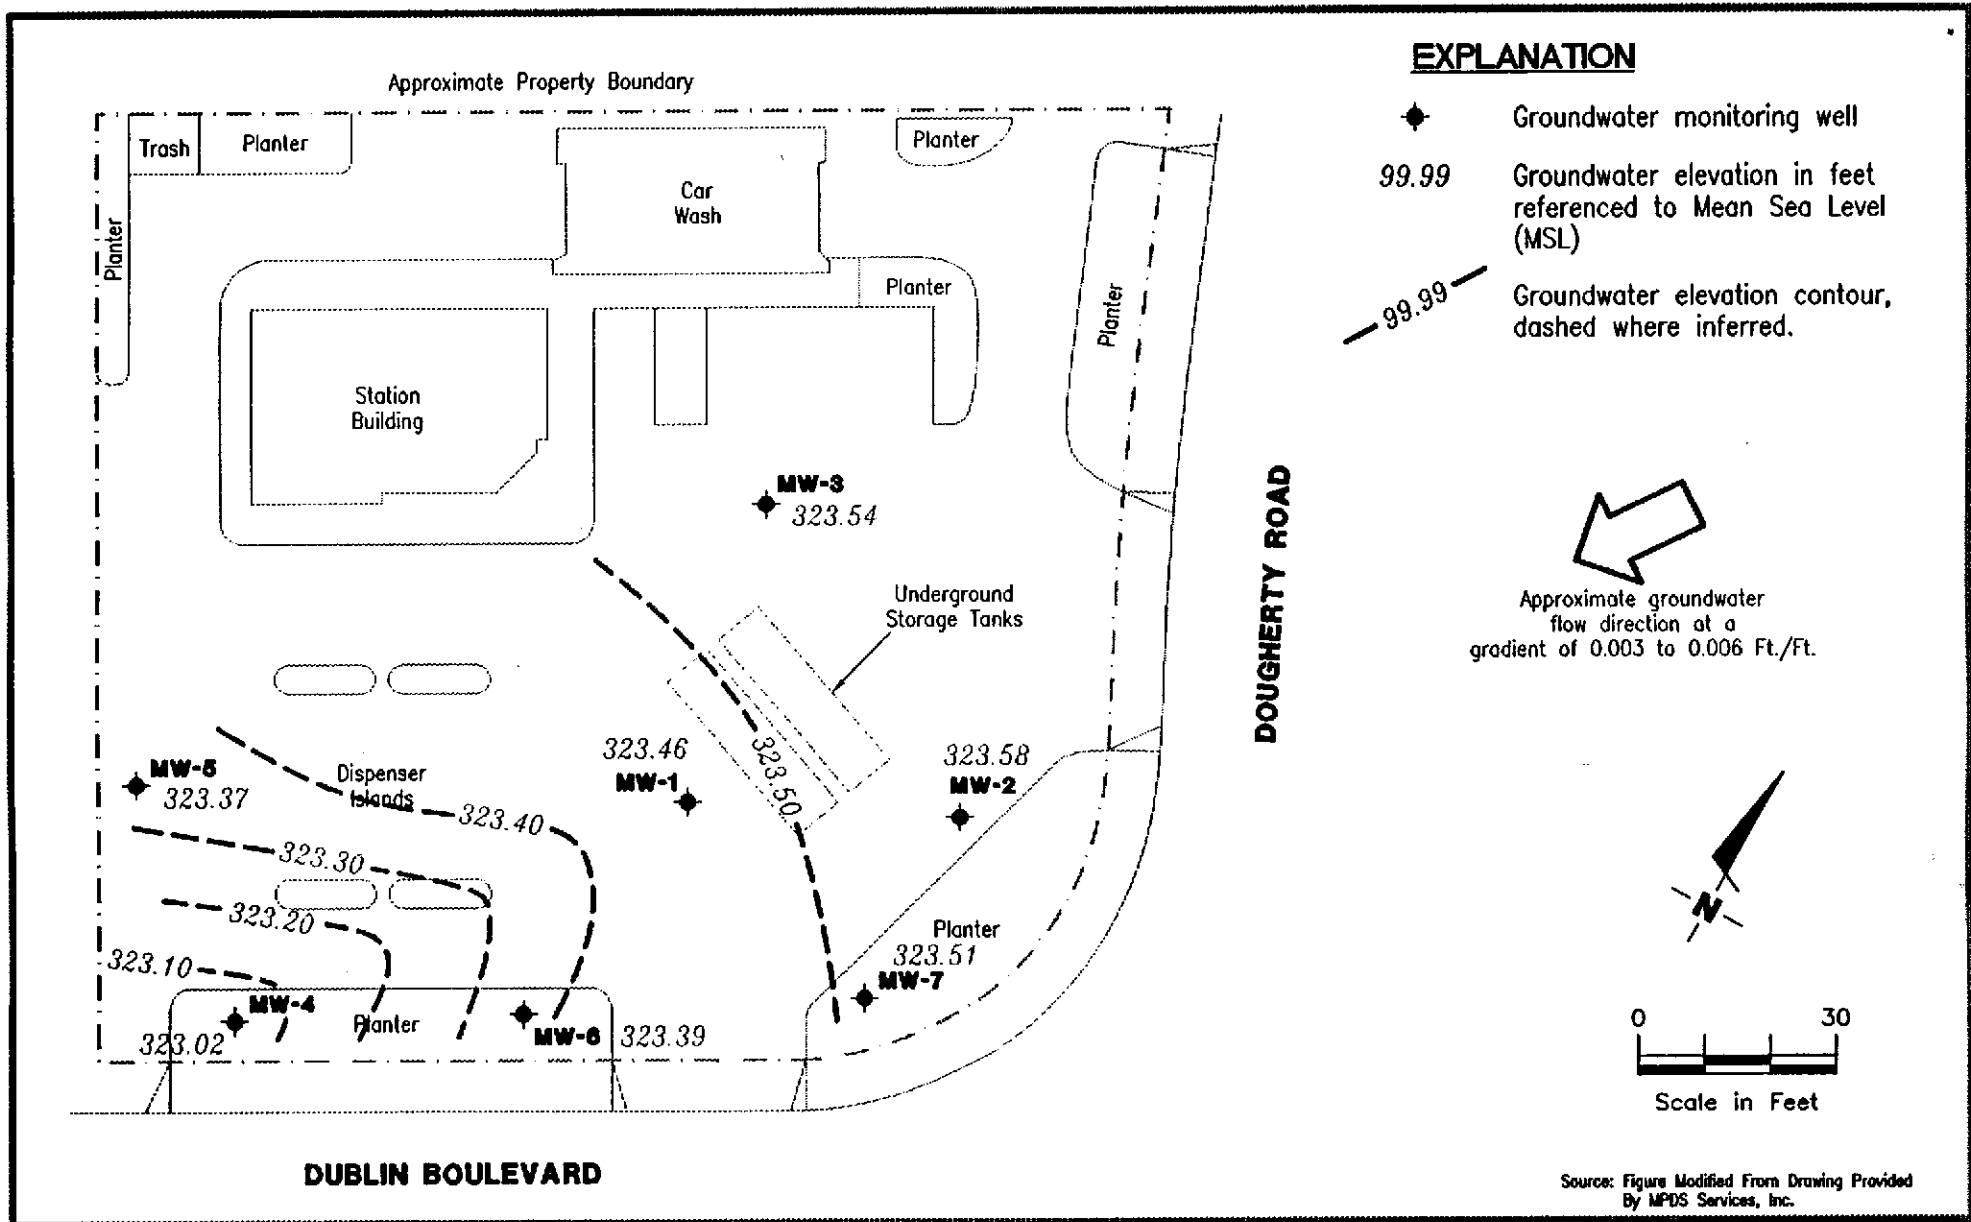 EXPLANATION
Approximate Property Boundary
Groundwater monitoring well
Trash
Planter
Planter
99.99
Groundwater elevation in feet
referenced to Mean Sea Level
(MSL)
Car
Wash
Planter
Planter
Planter
99.99
Groundwater elevation contour,
dashed where inferred.
Station
Building
MW-3
323.54
DOUGHERTY ROAD
Underground
Storage Tanks
Approximate groundwater
flow direction at a
gradient of 0.003 to 0.006 Ft./Ft.
323.46
MW-1
323.50
323.58
MW-2
MW-5
323.37
Dispenser
Islands
323.40
323.30
323.20
323.10
N
Planter
323.51
MW-7
MW-4
323.02
Planter
MW-6
323.39
0 30
Scale in Feet
DUBLIN BOULEVARD
Source: Figure Modified From Drawing Provided
By MPDS Services, Inc.